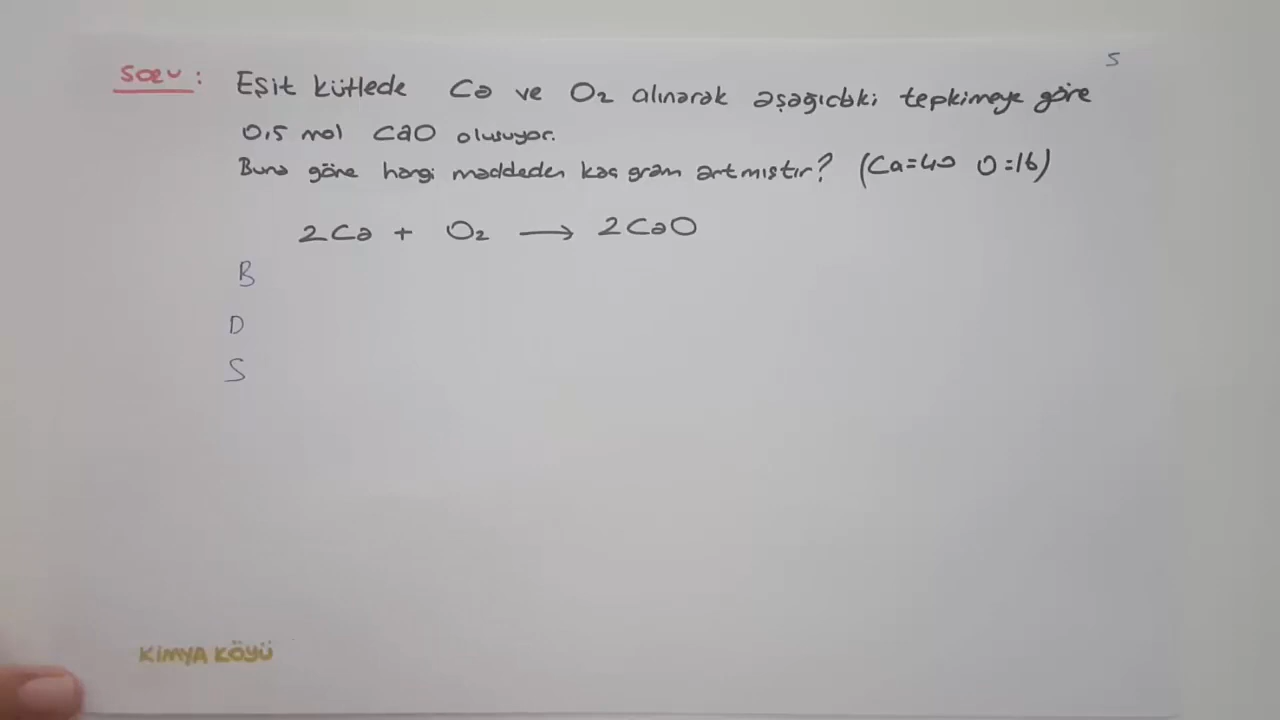 5
Soru : Eşit kütlede Ca ve O2 alınarak aşağıdaki tepkimeye göre
0,5 mol CaO oluşuyor.
Buna göre hangi maddeden kaç gram artmıştır? (Ca=40 O=16)
2Ca + O2 → 2CaO
B
D
S
KİMYA KÖYÜ